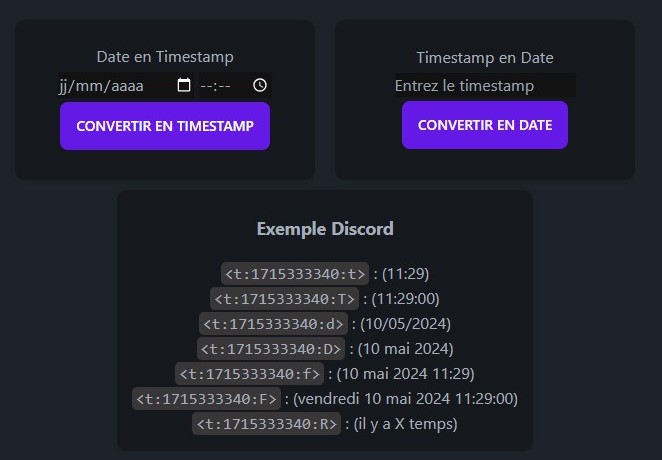 Date en Timestamp
jj/mm/aaaa --:--
CONVERTIR EN TIMESTAMP
Timestamp en Date
Entrez le timestamp
CONVERTIR EN DATE
Exemple Discord
<t:1715333340:t> : (11:29)
<t:1715333340:T> : (11:29:00)
<t:1715333340:d> : (10/05/2024)
<t:1715333340:D> : (10 mai 2024)
<t:1715333340:f> : (10 mai 2024 11:29)
<t:1715333340:F> : (vendredi 10 mai 2024 11:29:00)
<t:1715333340:R> : (il y a X temps)